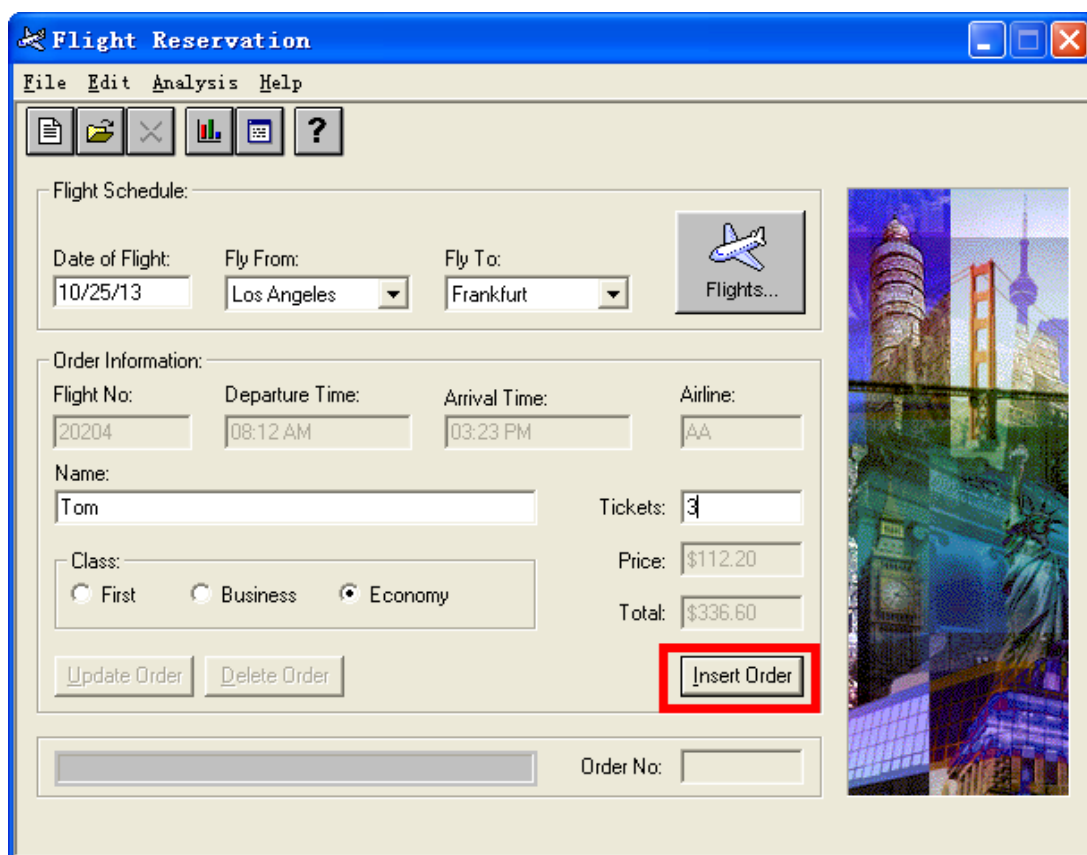 Flight Reservation
File Edit Analysis Help
?
Flight Schedule:
Date of Flight: Fly From: Fly To:
10/25/13 Los Angeles Frankfurt Flights...
Order Information:
Flight No: Departure Time: Arrival Time: Airline:
20204 08:12 AM 03:23 PM AA
Name:
Tom Tickets: 3
Class: Price: $112.20
First Business Economy
Total: $336.60
Update Order Delete Order Insert Order
Order No: